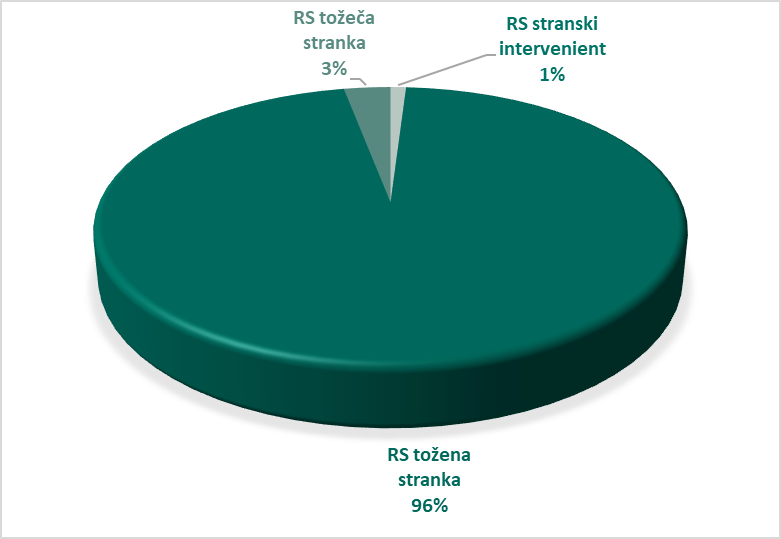 RS tožeča
stranka
3%
RS stranski
intervenient
1%
RS tožena
stranka
96%